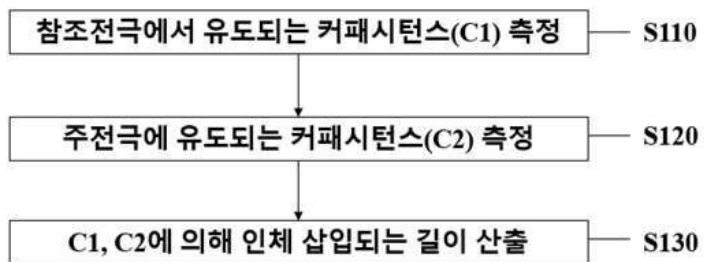 참조전극에서 유도되는 커패시턴스(C1) 측정 S110
주전극에 유도되는 커패시턴스(C2) 측정 S120
C1, C2에 의해 인체 삽입되는 길이 산출 S130